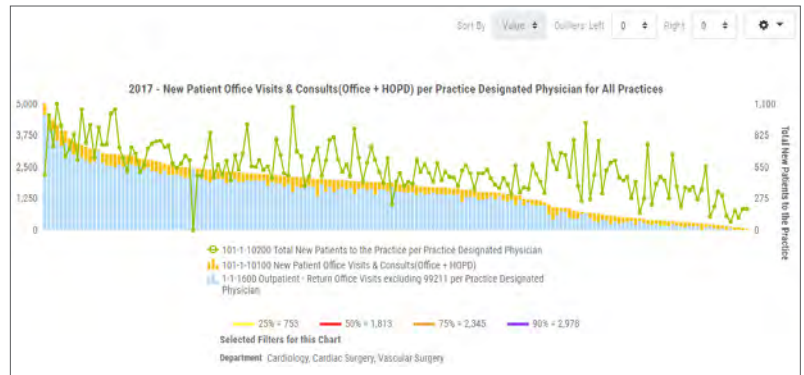 Sort By Value Outliers: Left 0 Right 0
2017 - New Patient Office Visits & Consults(Office + HOPD) per Practice Designated Physician for All Practices
5,000
3,750
2,500
1,250
0
1,100
825
550
275
0
Total New Patients to the Practice
101-1-10200 Total New Patients to the Practice per Practice Designated Physician
101-1-10100 New Patient Office Visits & Consults(Office + HOPD)
1-1-1600 Outpatient - Return Office Visits excluding 99211 per Practice Designated
Physician
25% = 753 50% = 1,813 75% = 2,345 90% = 2,978
Selected Filters for this Chart
Department Cardiology, Cardiac Surgery, Vascular Surgery